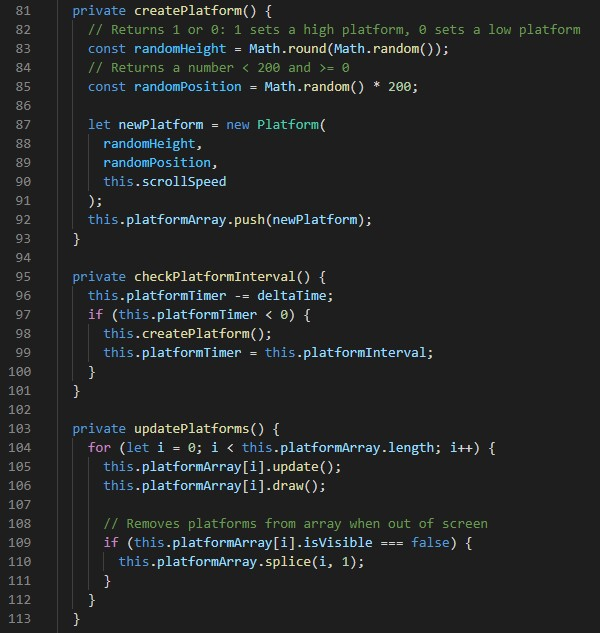 81 private createPlatform() {
82 // Returns 1 or 0: 1 sets a high platform, 0 sets a low platform
83 const randomHeight = Math.round(Math.random());
84 // Returns a number < 200 and >= 0
85 const randomPosition = Math.random() * 200;
86
87 let newPlatform = new Platform(
88 randomHeight,
89 randomPosition,
90 this.scrollSpeed
91 );
92 this.platformArray.push(newPlatform);
93 }
94
95 private checkPlatformInterval() {
96 this.platformTimer -= deltaTime;
97 if (this.platformTimer < 0) {
98 this.createPlatform();
99 this.platformTimer = this.platformInterval;
100 }
101 }
102
103 private updatePlatforms() {
104 for (let i = 0; i < this.platformArray.length; i++) {
105 this.platformArray[i].update();
106 this.platformArray[i].draw();
107
108 // Removes platforms from array when out of screen
109 if (this.platformArray[i].isVisible === false) {
110 this.platformArray.splice(i, 1);
111 }
112 }
113 }